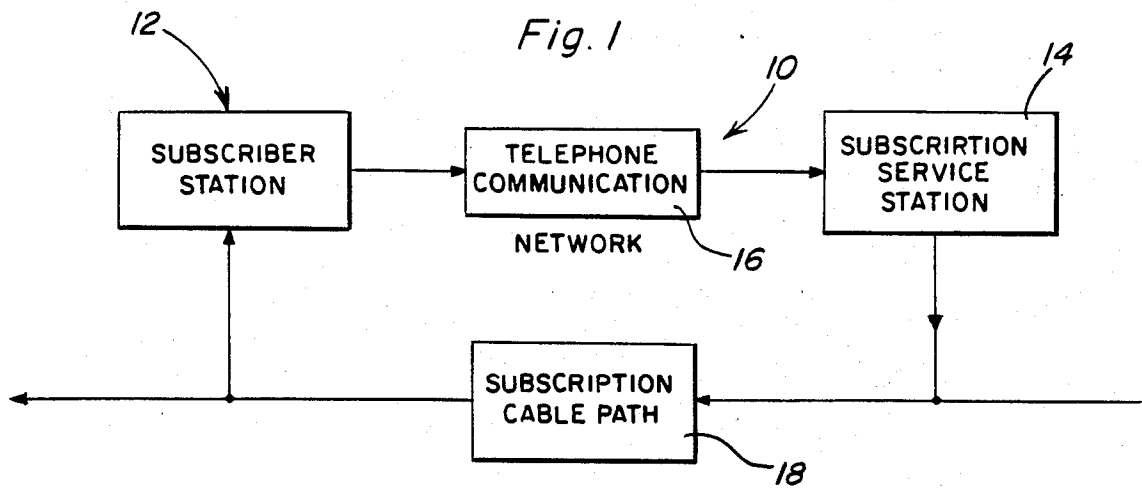 Fig. 1
12
10
14
SUBSCRIBER
STATION
TELEPHONE
COMMUNICATION
16
NETWORK
SUBSCRIRTION
SERVICE
STATION
SUBSCRIPTION
CABLE PATH
18